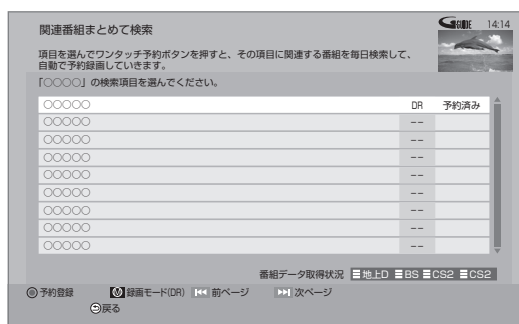 関連番組まとめて検索
GGUIDE 14:14
項目を選んでワンタッチ予約ボタンを押すと、その項目に関連する番組を毎日検索して、
自動で予約録画していきます。
「○○○○」の検索項目を選んでください。
○○○○○ DR 予約済み
○○○○○ --
○○○○○ --
○○○○○ --
○○○○○ --
○○○○○ --
○○○○○ --
○○○○○ --
○○○○○ --
番組データ取得状況 地上D BS CS2 CS2
予約登録 録画モード(DR) 前ページ 次ページ
戻る